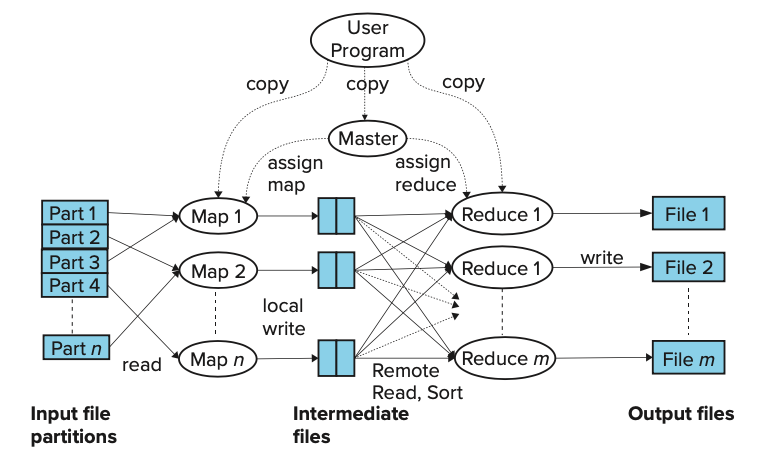 User
Program
copy
copy
copy
Master
assign
map
assign
reduce
Part 1
Part 2
Part 3
Part 4
Part n
Map 1
Map 2
Map n
read
local
write
Reduce 1
Reduce 1
Reduce m
Remote
Read, Sort
write
File 1
File 2
File m
Input file
partitions
Intermediate
files
Output files